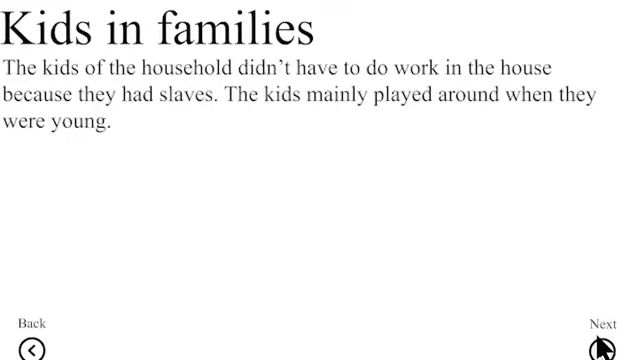 Kids in families
The kids of the household didn’t have to do work in the house
because they had slaves. The kids mainly played around when they
were young.
Back
Next